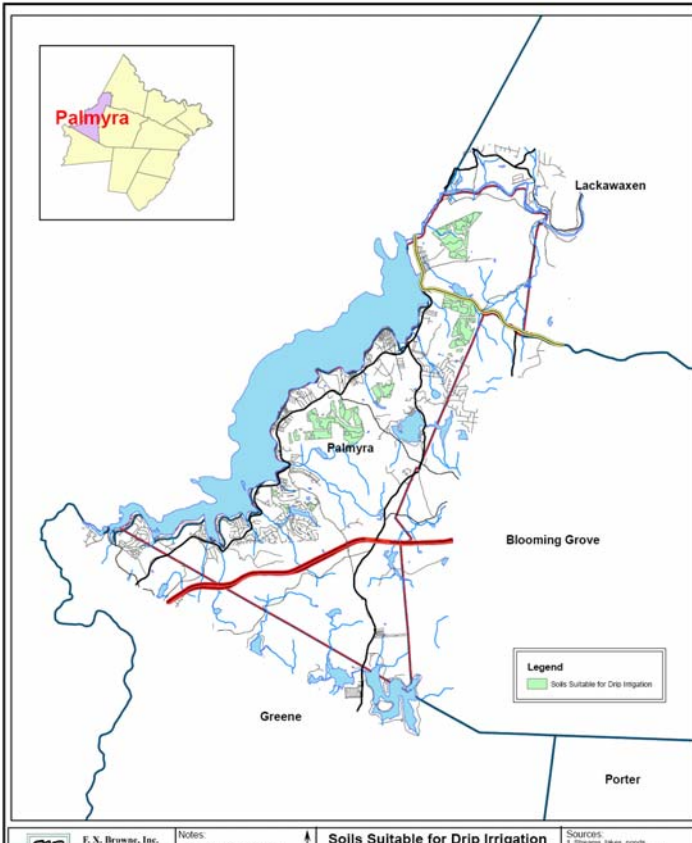 Palmyra
Lackawaxen
Palmyra
Blooming Grove
Legend
Soils Suitable for Drip Irrigation
Greene
Porter
F. X. Browne, Inc.
Notes:
Soils Suitable for Drip Irrigation
Sources: